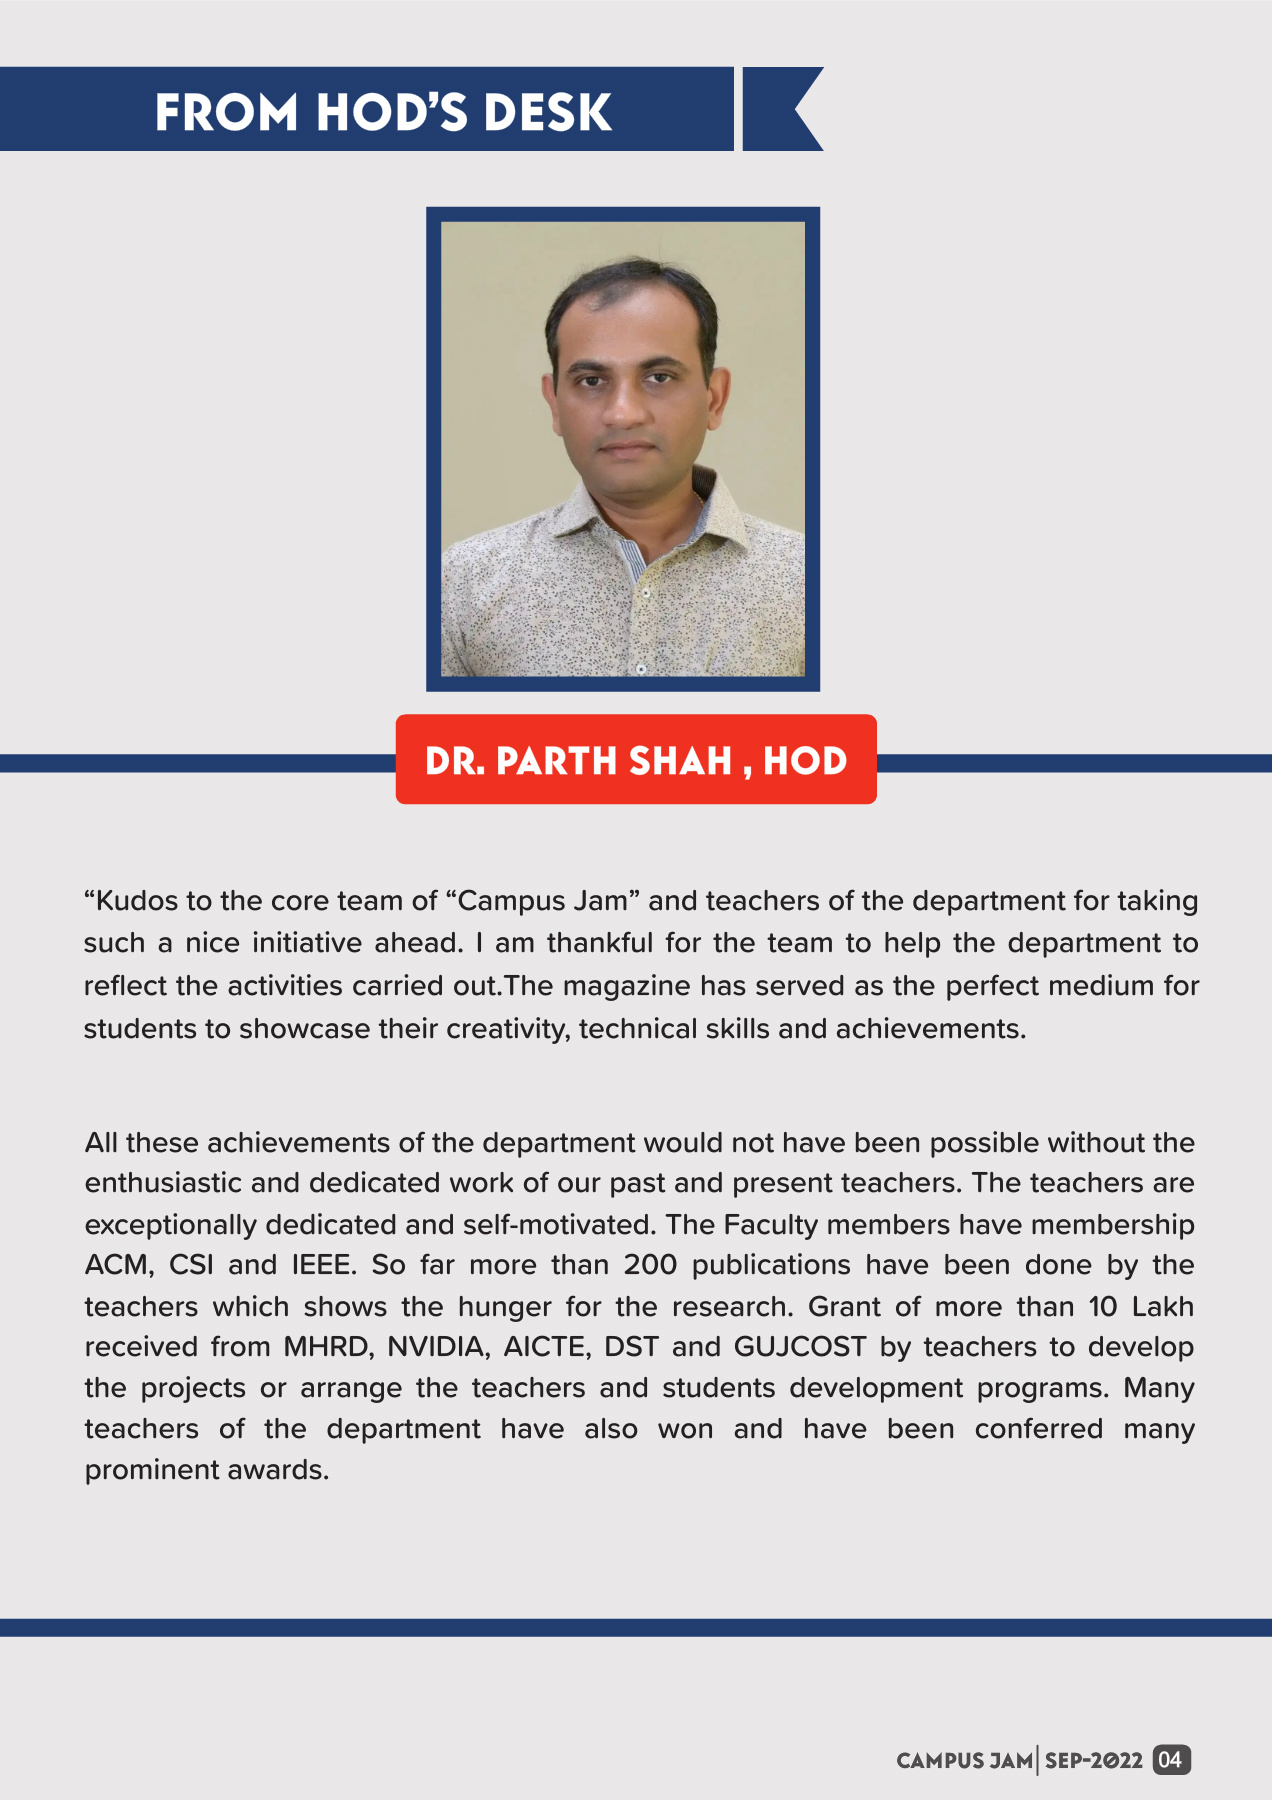 FROM HOD’S DESK
DR. PARTH SHAH , HOD
“Kudos to the core team of “Campus Jam” and teachers of the department for taking
such a nice initiative ahead. I am thankful for the team to help the department to
reflect the activities carried out.The magazine has served as the perfect medium for
students to showcase their creativity, technical skills and achievements.
All these achievements of the department would not have been possible without the
enthusiastic and dedicated work of our past and present teachers. The teachers are
exceptionally dedicated and self-motivated. The Faculty members have membership
ACM, CSI and IEEE. So far more than 200 publications have been done by the
teachers which shows the hunger for the research. Grant of more than 10 Lakh
received from MHRD, NVIDIA, AICTE, DST and GUJCOST by teachers to develop
the projects or arrange the teachers and students development programs. Many
teachers of the department have also won and have been conferred many
prominent awards.
CAMPUS JAM| SEP-2022 04